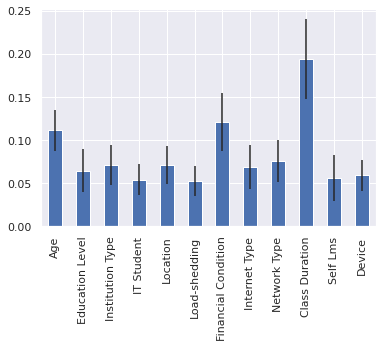 0.25
0.20
0.15
0.10
0.05
0.00
Age
Education Level
Institution Type
IT Student
Location
Load-shedding
Financial Condition
Internet Type
Network Type
Class Duration
Self Lms
Device